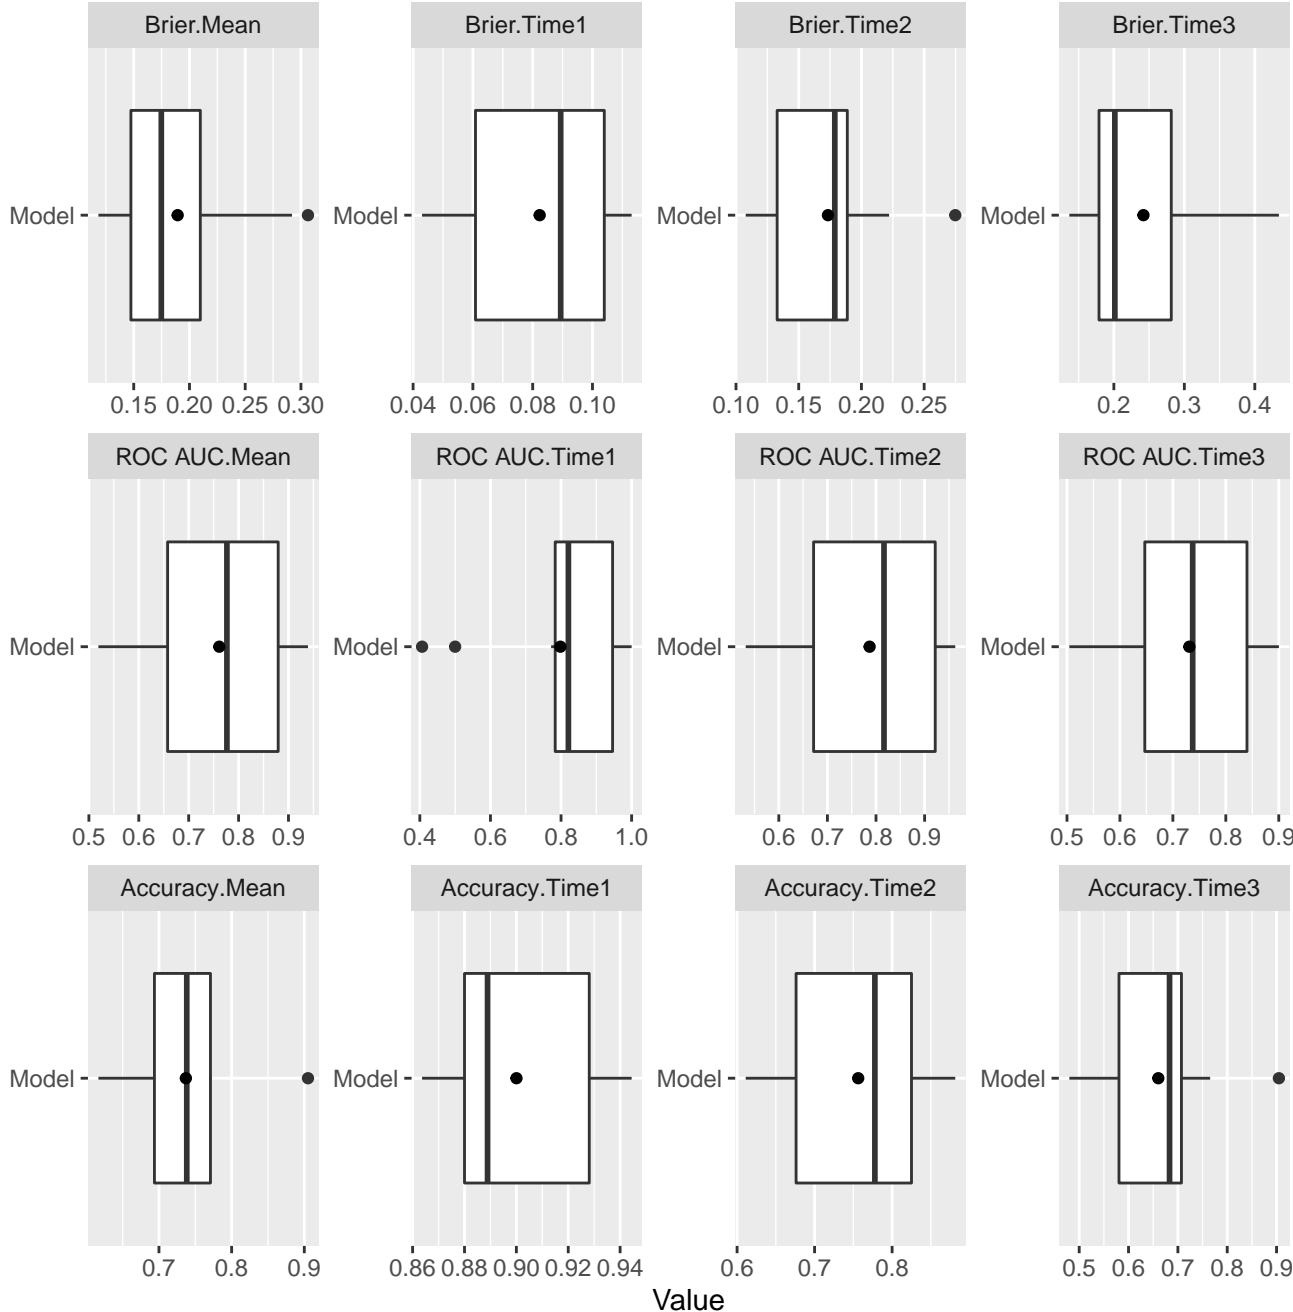 Brier.Mean Brier.Time1 Brier.Time2 Brier.Time3
Model Model Model Model
0.15 0.20 0.25 0.30 0.04 0.06 0.08 0.10 0.10 0.15 0.20 0.25 0.2 0.3 0.4
ROC AUC.Mean ROC AUC.Time1 ROC AUC.Time2 ROC AUC.Time3
Model Model Model Model
0.5 0.6 0.7 0.8 0.9 0.4 0.6 0.8 1.0 0.6 0.7 0.8 0.9 0.5 0.6 0.7 0.8 0.9
Accuracy.Mean Accuracy.Time1 Accuracy.Time2 Accuracy.Time3
Model Model Model Model
0.7 0.8 0.9 0.86 0.88 0.90 0.92 0.94 0.6 0.7 0.8 0.5 0.6 0.7 0.8 0.9
Value